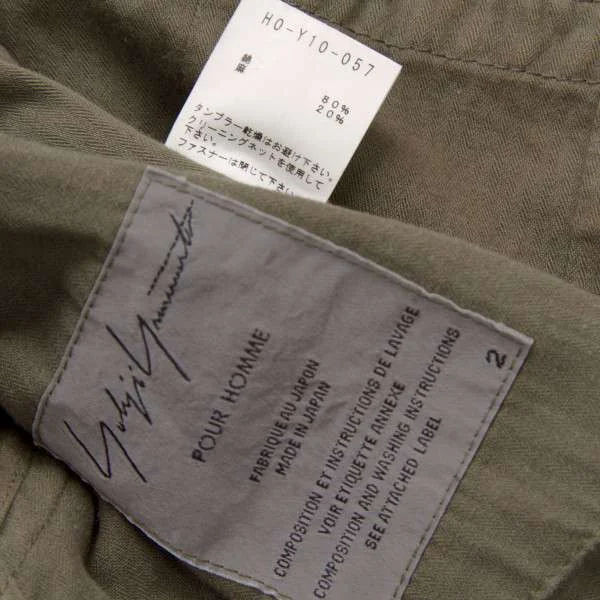 HO-Y10-057
綿 80%
麻 20%
タンブラー乾燥はお避け下さい。
クリーニングネットを使用して
下さい。
ファスナーは閉じて下さい
Yohji Yamamoto
POUR HOMME
FABRIQUE AU JAPON
MADE IN JAPAN
COMPOSITION ET INSTRUCTIONS DE LAVAGE
VOIR ETIQUETTE ANNEXE
COMPOSITION AND WASHING INSTRUCTIONS
SEE ATTACHED LABEL
2